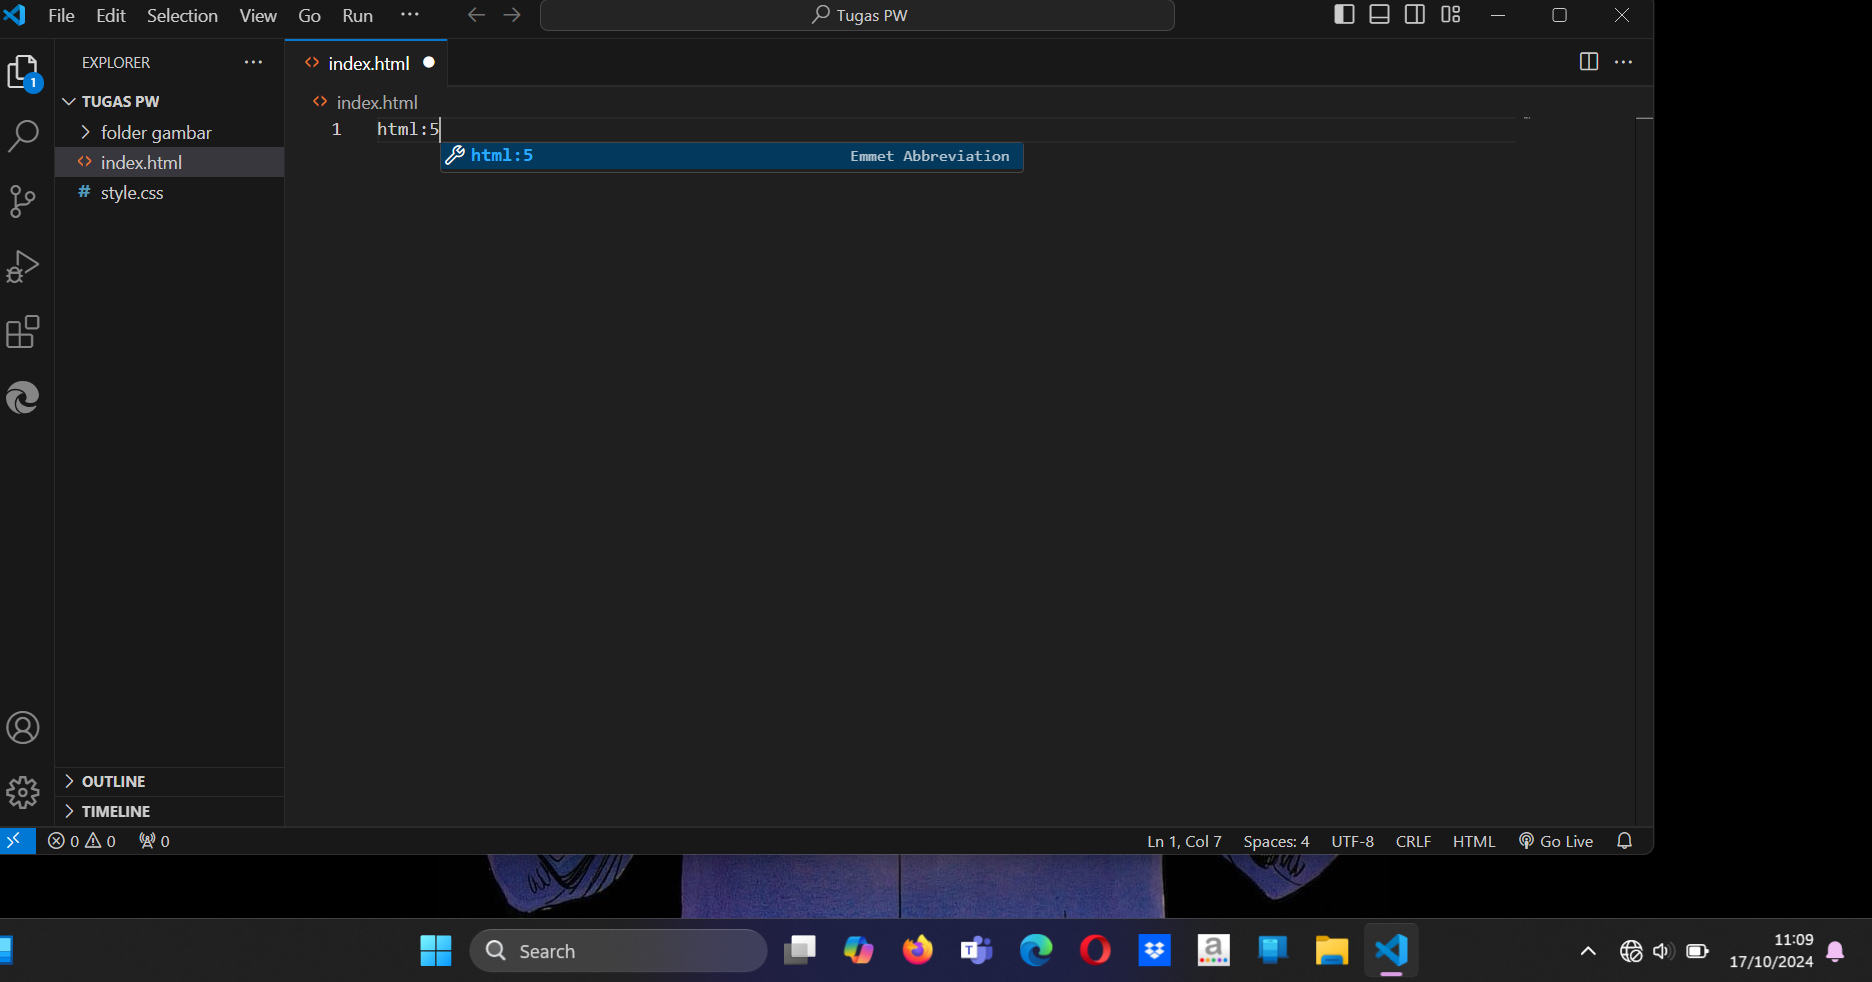 File Edit Selection View Go Run ··· Tugas PW
EXPLORER ···
TUGAS PW
folder gambar
index.html
style.css
1
index.html
index.html
1 html:5
html:5 Emmet Abbreviation
OUTLINE
TIMELINE
0 0 0
Ln 1, Col 7 Spaces: 4 UTF-8 CRLF HTML Go Live
Search
11:09
17/10/2024